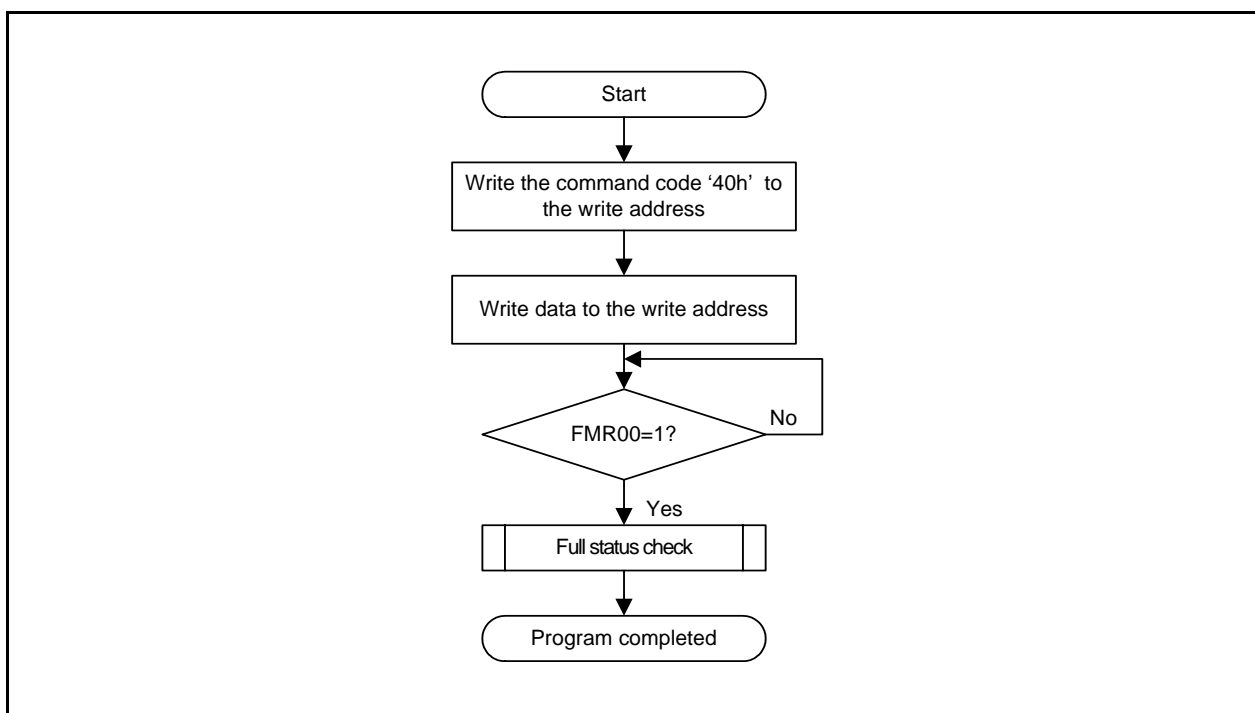 Start
Write the command code ‘40h’ to
the write address
Write data to the write address
FMR00=1?
No
Yes
Full status check
Program completed